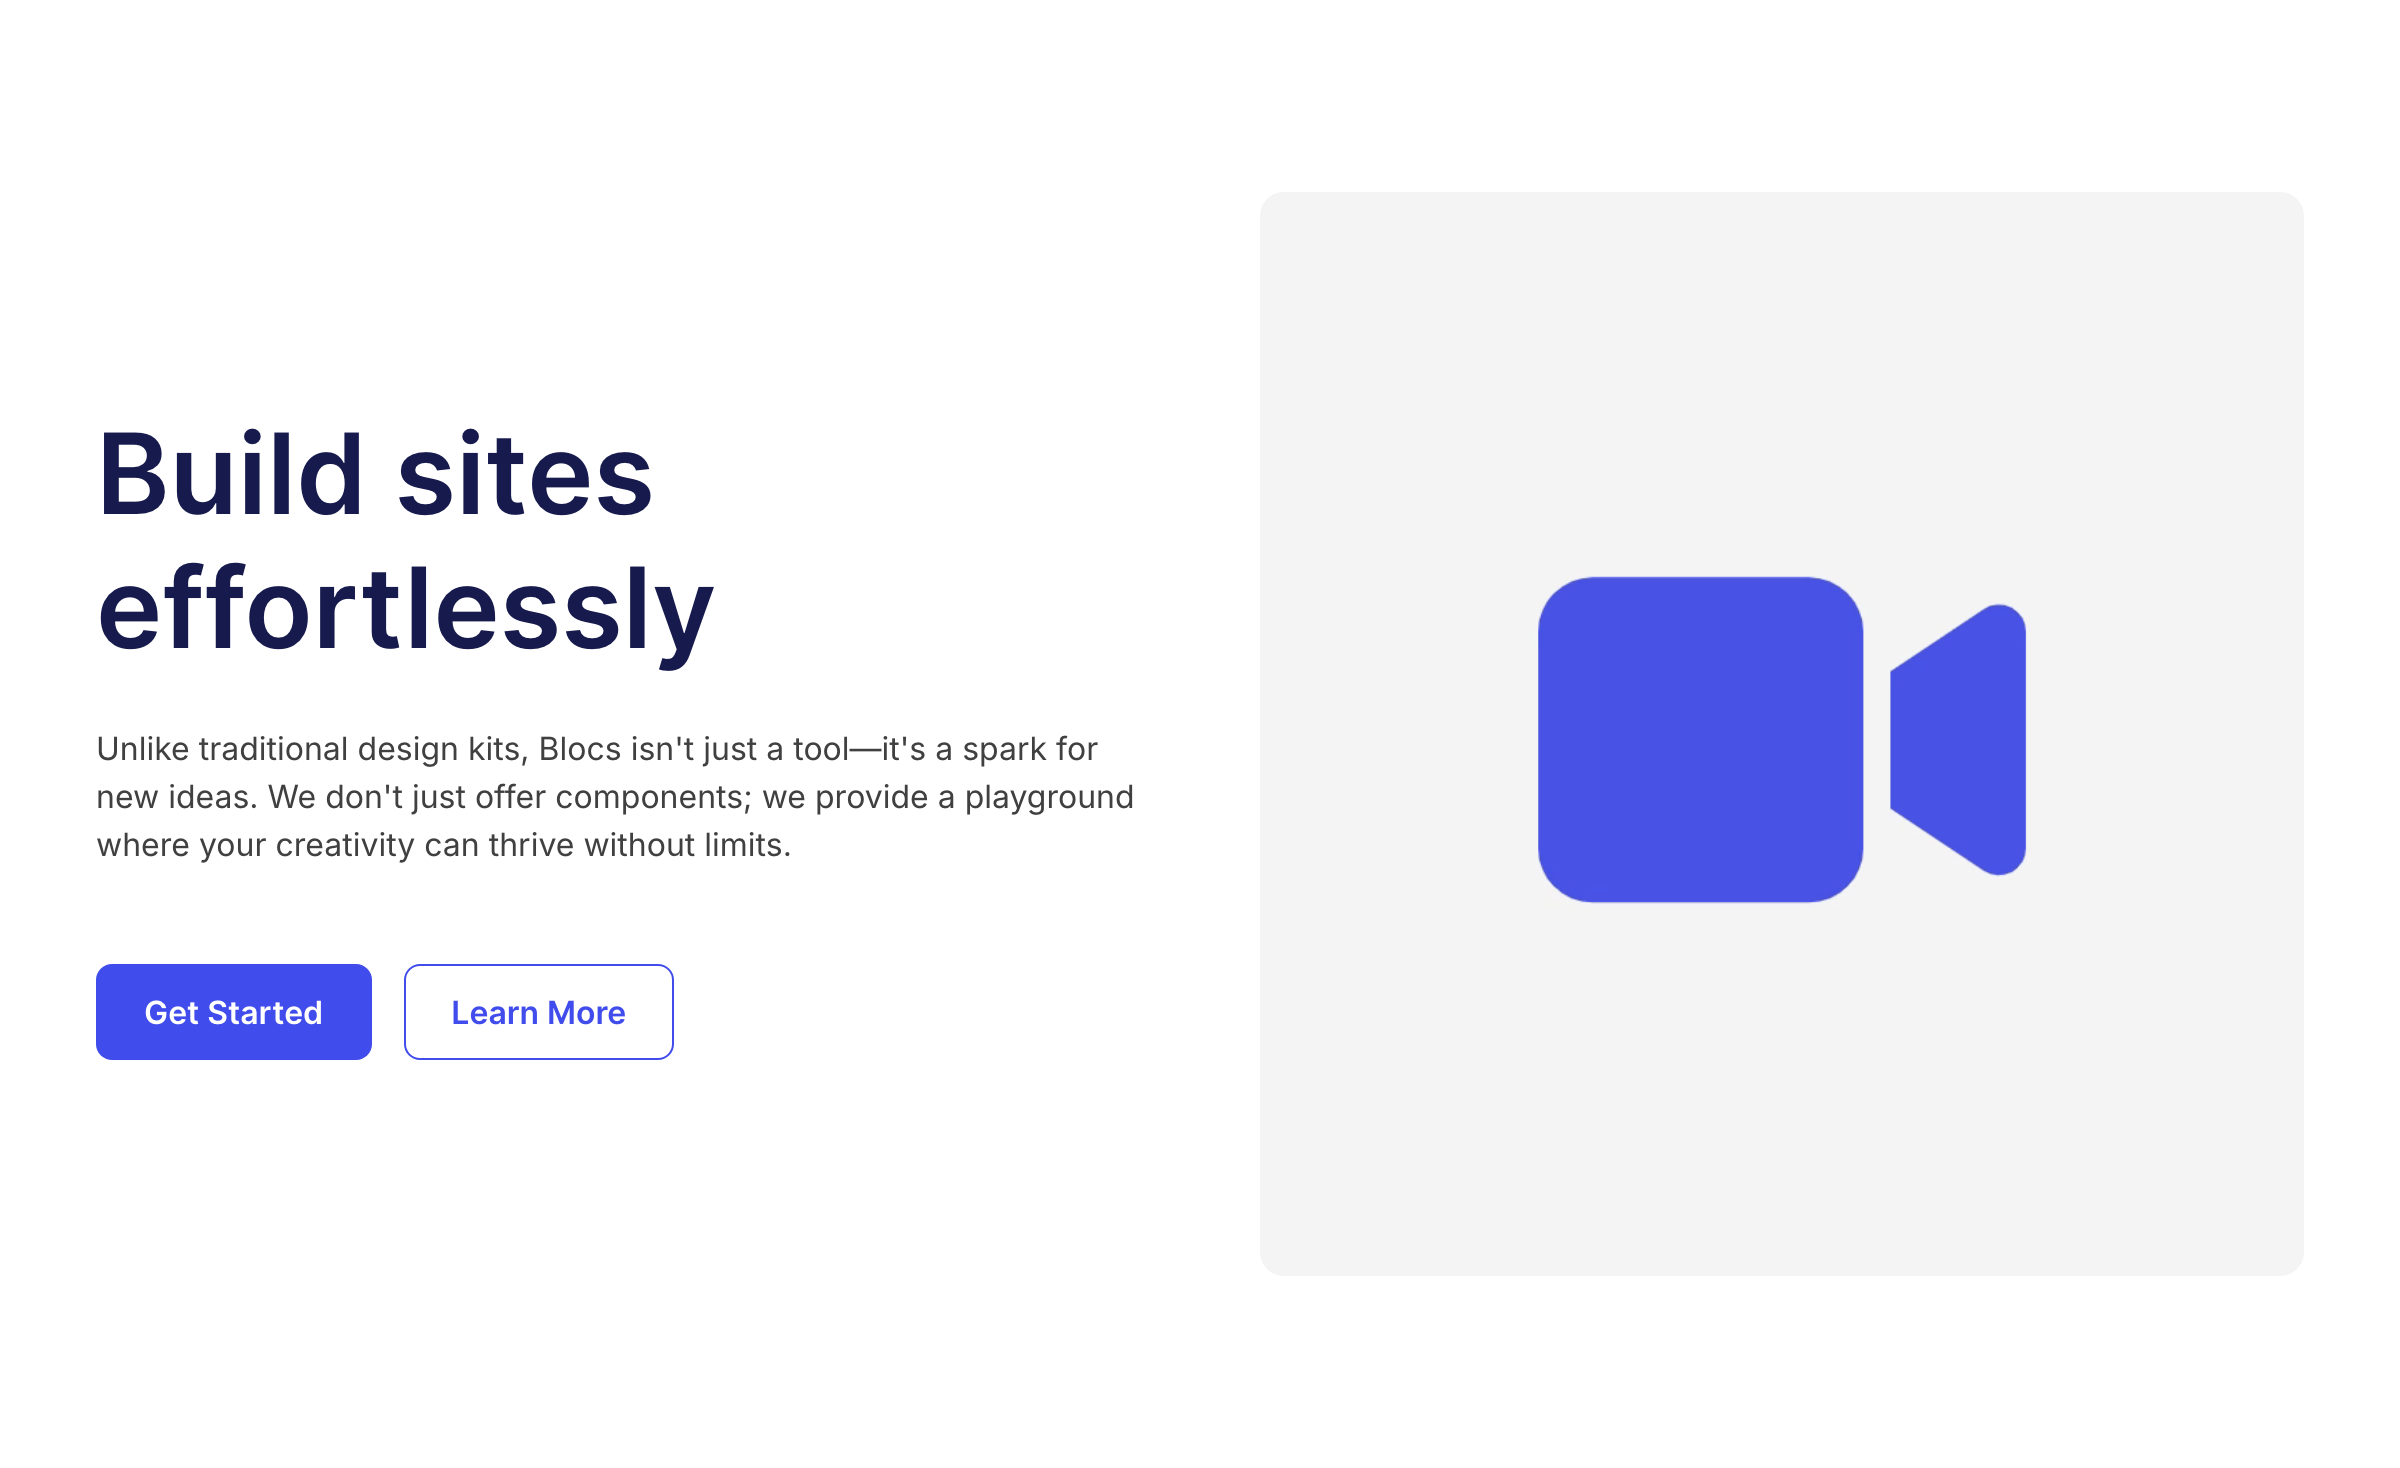 Build sites
effortlessly
Unlike traditional design kits, Blocs isn't just a tool—it's a spark for
new ideas. We don't just offer components; we provide a playground
where your creativity can thrive without limits.
Get Started
Learn More